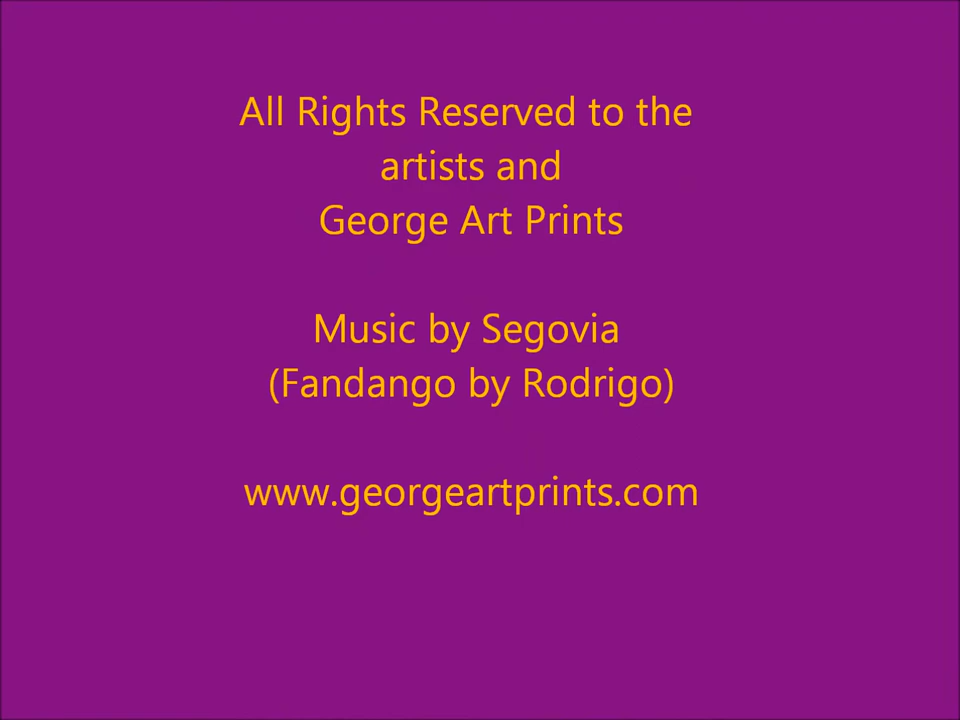 All Rights Reserved to the
artists and
George Art Prints
Music by Segovia
(Fandango by Rodrigo)
www.georgeartprints.com